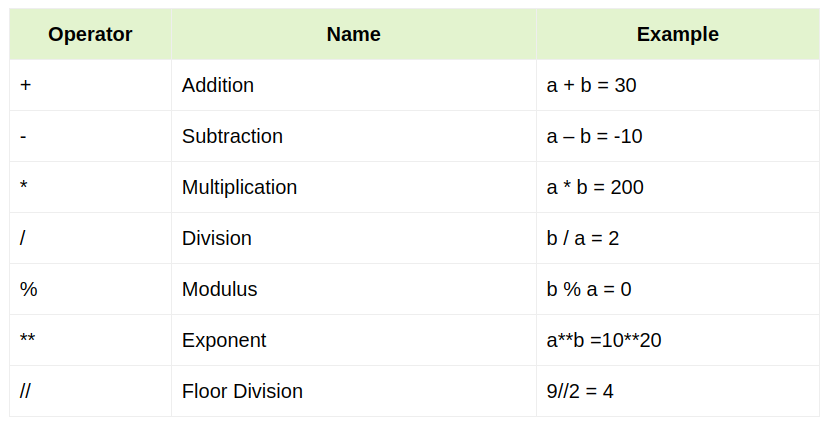 Operator Name Example
+ Addition a + b = 30
- Subtraction a – b = -10
* Multiplication a * b = 200
/ Division b / a = 2
% Modulus b % a = 0
** Exponent a**b =10**20
// Floor Division 9//2 = 4